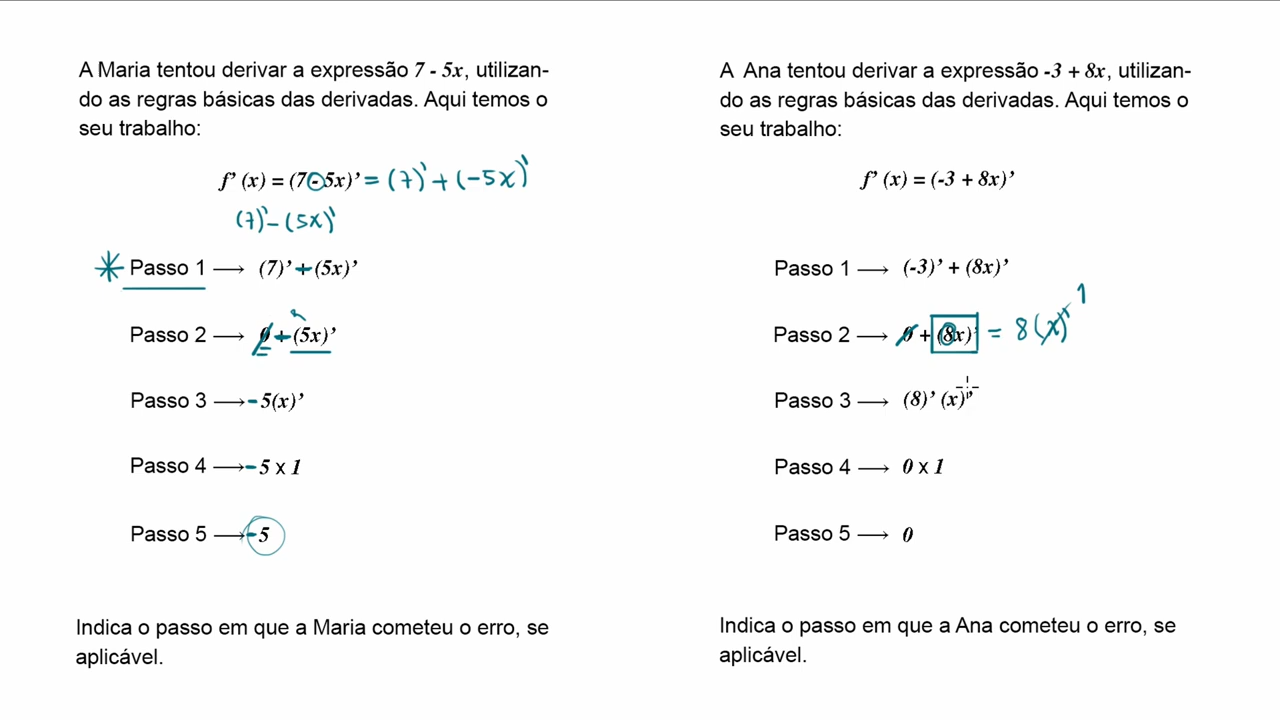 A Maria tentou derivar a expressão 7 - 5x, utilizan-
do as regras básicas das derivadas. Aqui temos o
seu trabalho:
f' (x) = (7 - 5x)' = (7)' + (-5x)'
(7)' - (5x)'
* Passo 1 → (7)' + (5x)'
Passo 2 → 0 + (5x)'
Passo 3 → - 5(x)'
Passo 4 → - 5 x 1
Passo 5 → - 5
Indica o passo em que a Maria cometeu o erro, se
aplicável.
A Ana tentou derivar a expressão -3 + 8x, utilizan-
do as regras básicas das derivadas. Aqui temos o
seu trabalho:
f' (x) = (-3 + 8x)'
Passo 1 → (-3)' + (8x)'
Passo 2 → 0 + (8x)' = 8(x)' 1
Passo 3 → (8)' (x)'
Passo 4 → 0 x 1
Passo 5 → 0
Indica o passo em que a Ana cometeu o erro, se
aplicável.